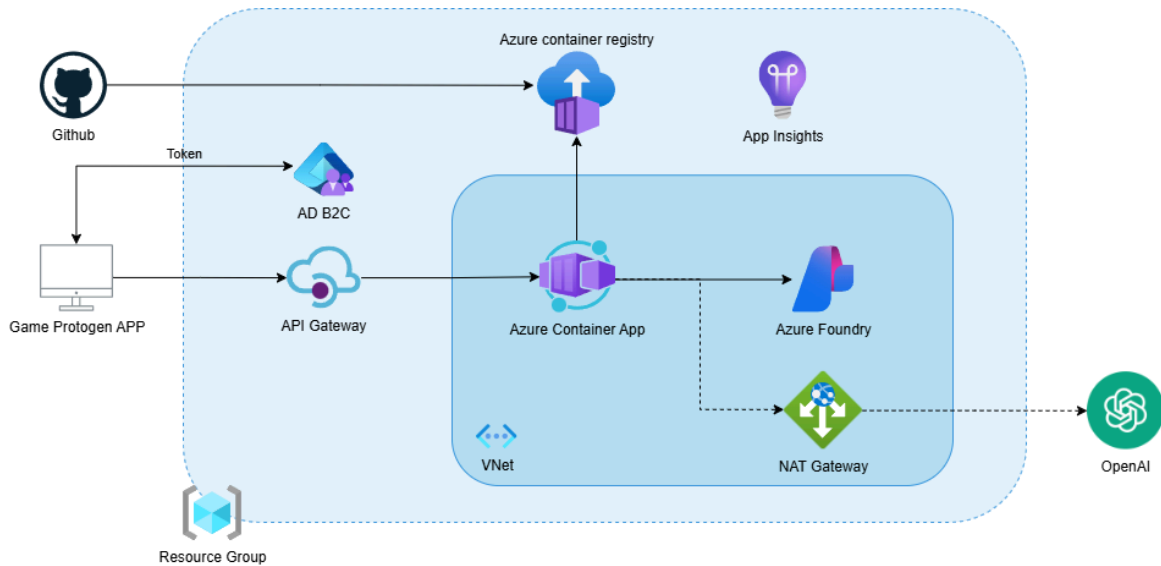 Azure container registry
Github
App Insights
Token
AD B2C
Game Protogen APP
API Gateway
Azure Container App
Azure Foundry
VNet
NAT Gateway
OpenAI
Resource Group